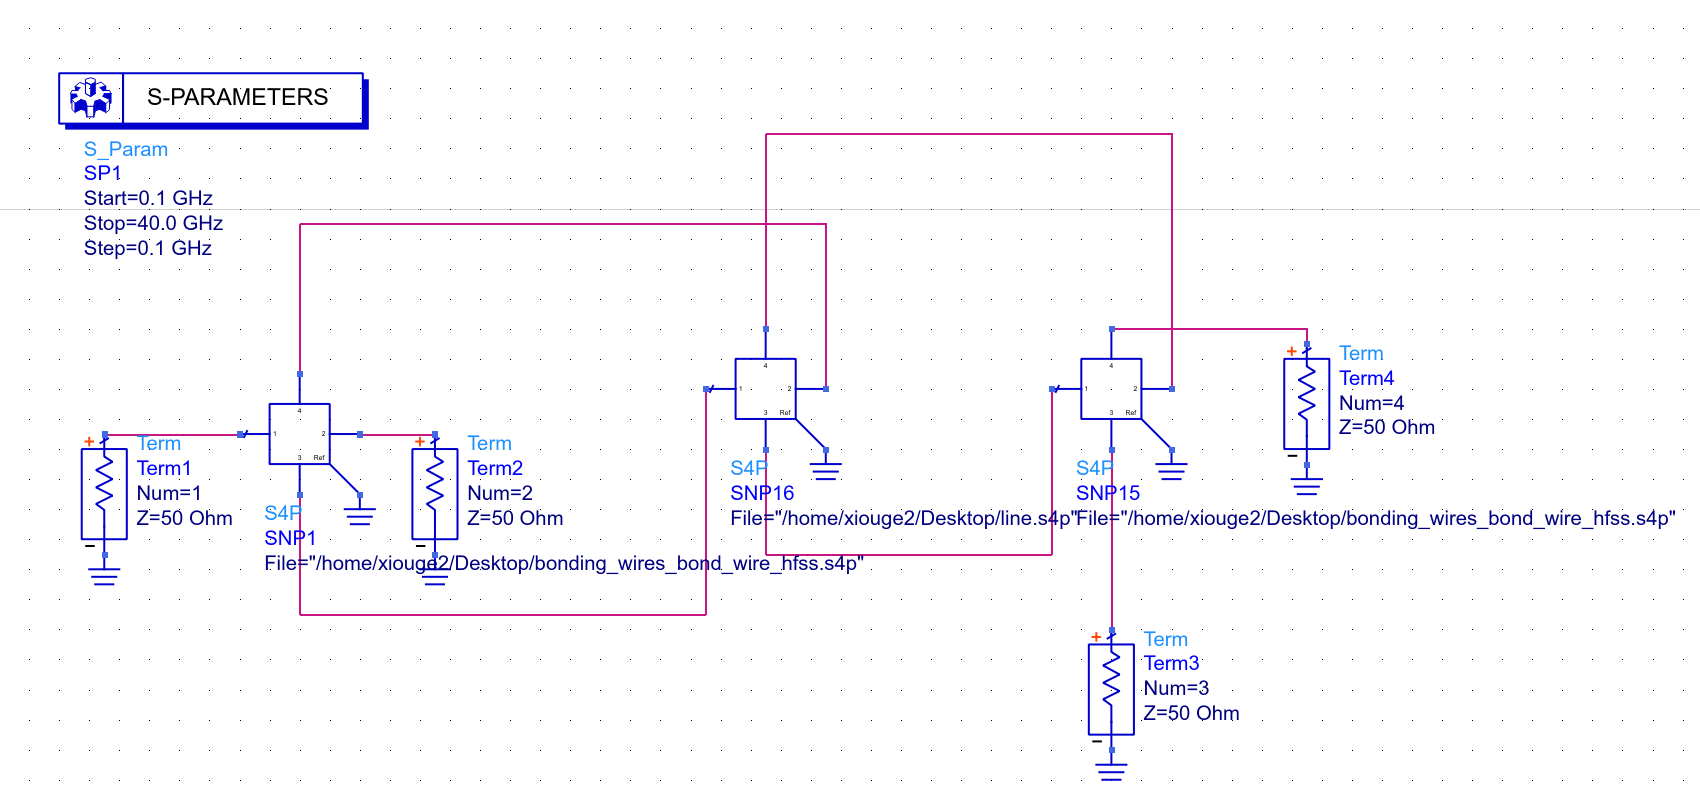 S-PARAMETERS
S_Param
SP1
Start=0.1 GHz
Stop=40.0 GHz
Step=0.1 GHz
+
Term
Term1
Num=1
Z=50 Ohm
−
4
1
2
3
Ref
S4P
SNP1
File="/home/xiouge2/Desktop/bonding_wires_bond_wire_hfss.s4p"
+
Term
Term2
Num=2
Z=50 Ohm
−
4
1
2
3
Ref
S4P
SNP16
File="/home/xiouge2/Desktop/line.s4p"
4
1
2
3
Ref
S4P
SNP15
File="/home/xiouge2/Desktop/bonding_wires_bond_wire_hfss.s4p"
+
Term
Term4
Num=4
Z=50 Ohm
−
+
Term
Term3
Num=3
Z=50 Ohm
−